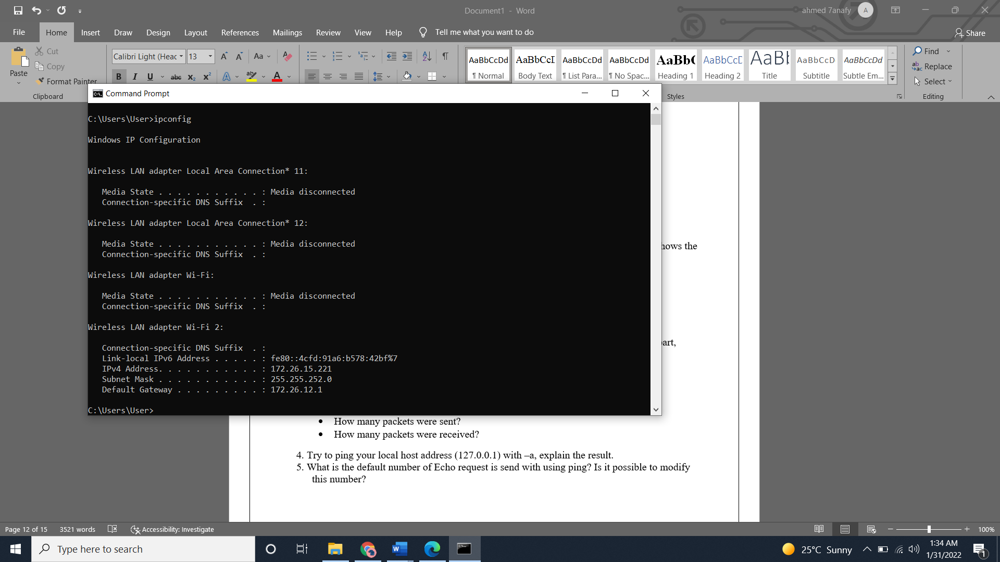 Document1 - Word
ahmed 7anafy
A
File Home Insert Draw Design Layout References Mailings Review View Help Tell me what you want to do
Share
Paste
Cut
Copy
Format Painter
Clipboard
Calibri Light (Heac 13
Aa
B I U abc x2 x2 A ab A
AaBbCcDd AaBbCcI AaBbCcDd AaBbCcDd AaBb( AaBbCcD AaB AaBbCcD AaBbCcDd
¶ Normal Body Text ¶ List Para... ¶ No Spac... Heading 1 Heading 2 Title Subtitle Subtle Em...
Styles
Find
Replace
Select
Editing
Command Prompt
C:\Users\User>ipconfig
Windows IP Configuration
Wireless LAN adapter Local Area Connection* 11:
Media State . . . . . . . . . . . : Media disconnected
Connection-specific DNS Suffix . :
Wireless LAN adapter Local Area Connection* 12:
Media State . . . . . . . . . . . : Media disconnected
Connection-specific DNS Suffix . :
Wireless LAN adapter Wi-Fi:
Media State . . . . . . . . . . . : Media disconnected
Connection-specific DNS Suffix . :
Wireless LAN adapter Wi-Fi 2:
Connection-specific DNS Suffix . :
Link-local IPv6 Address . . . . . : fe80::4cfd:91a6:b578:42bf%7
IPv4 Address. . . . . . . . . . . : 172.26.15.221
Subnet Mask . . . . . . . . . . . : 255.255.252.0
Default Gateway . . . . . . . . . : 172.26.12.1
C:\Users\User>
hows the
art,
• How many packets were sent?
• How many packets were received?
4. Try to ping your local host address (127.0.0.1) with –a, explain the result.
5. What is the default number of Echo request is send with using ping? Is it possible to modify
this number?
Page 12 of 15 3521 words Accessibility: Investigate
100%
Type here to search
25°C Sunny
1:34 AM
1/31/2022
1